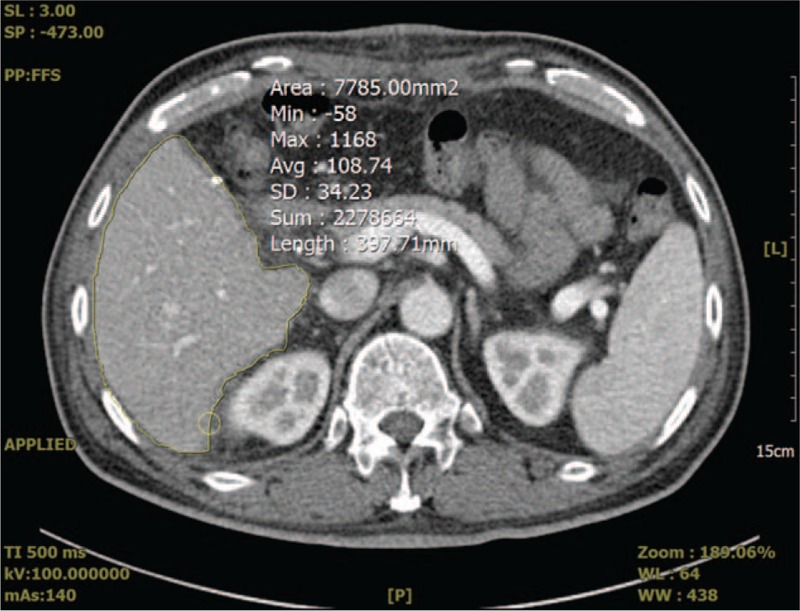 SL : 3.00
SP : -473.00
PP:FFS
Area : 7785.00mm2
Min : -58
Max : 1168
Avg : 108.74
SD : 34.23
Sum : 2278664
Length : 397.71mm
[L]
APPLIED
15cm
TI 500 ms
kV:100.000000
mAs:140
[P]
Zoom : 189.06%
WL : 64
WW : 438